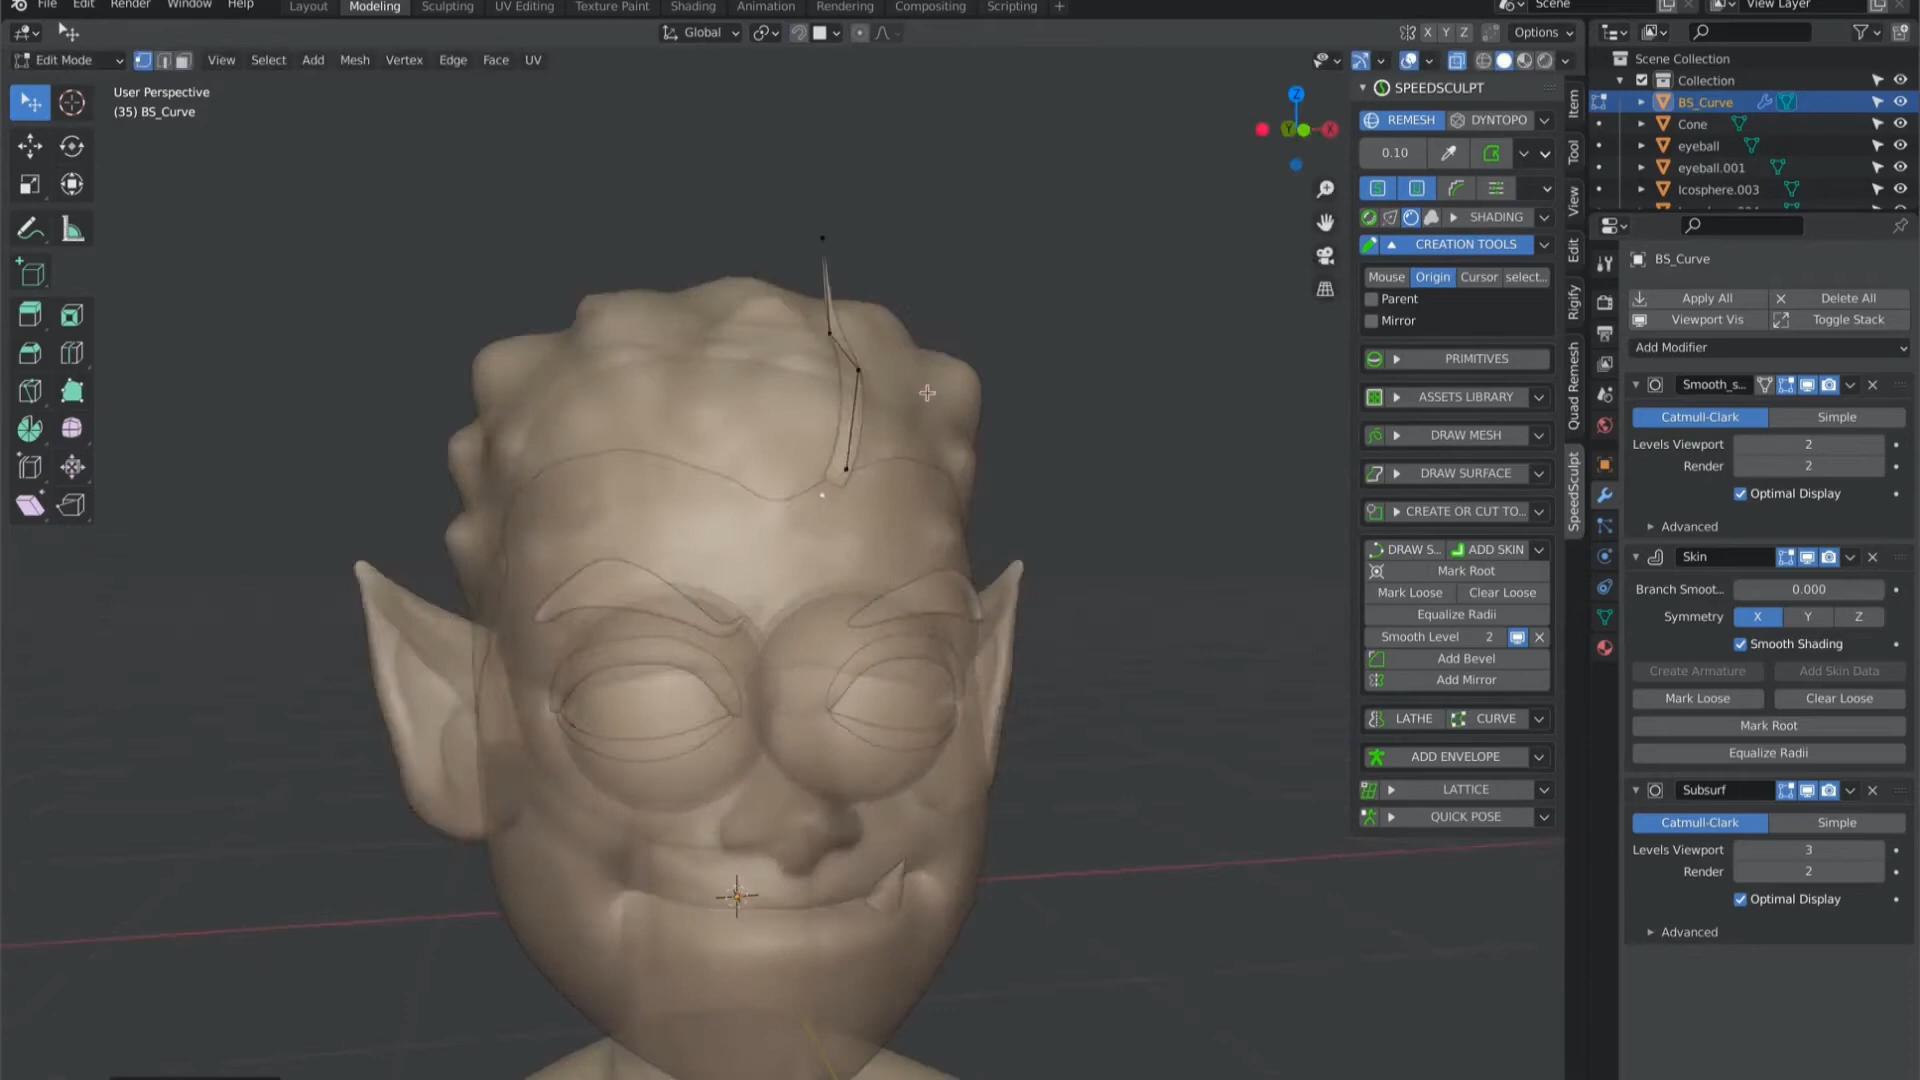 File Edit Render Window Help
Layout Modeling Sculpting UV Editing Texture Paint Shading Animation Rendering Compositing Scripting +
Scene
View Layer
Global
X Y Z
Options
Edit Mode
View Select Add Mesh Vertex Edge Face UV
User Perspective
(35) BS_Curve
Z
X
Y
SPEEDSCULPT
REMESH DYNTOPO
0.10
SHADING
CREATION TOOLS
Mouse Origin Cursor select...
Parent
Mirror
PRIMITIVES
ASSETS LIBRARY
DRAW MESH
DRAW SURFACE
CREATE OR CUT TO...
DRAW S... ADD SKIN
Mark Root
Mark Loose Clear Loose
Equalize Radii
Smooth Level 2
Add Bevel
Add Mirror
LATHE CURVE
ADD ENVELOPE
LATTICE
QUICK POSE
Item
Tool
View
Edit
Rigify
Quad Remesh
SpeedSculpt
Scene Collection
Collection
BS_Curve
Cone
eyeball
eyeball.001
Icosphere.003
BS_Curve
Apply All Delete All
Viewport Vis Toggle Stack
Add Modifier
Smooth_s...
Catmull-Clark Simple
Levels Viewport 2
Render 2
Optimal Display
Advanced
Skin
Branch Smoot... 0.000
Symmetry X Y Z
Smooth Shading
Create Armature Add Skin Data
Mark Loose Clear Loose
Mark Root
Equalize Radii
Subsurf
Catmull-Clark Simple
Levels Viewport 3
Render 2
Optimal Display
Advanced